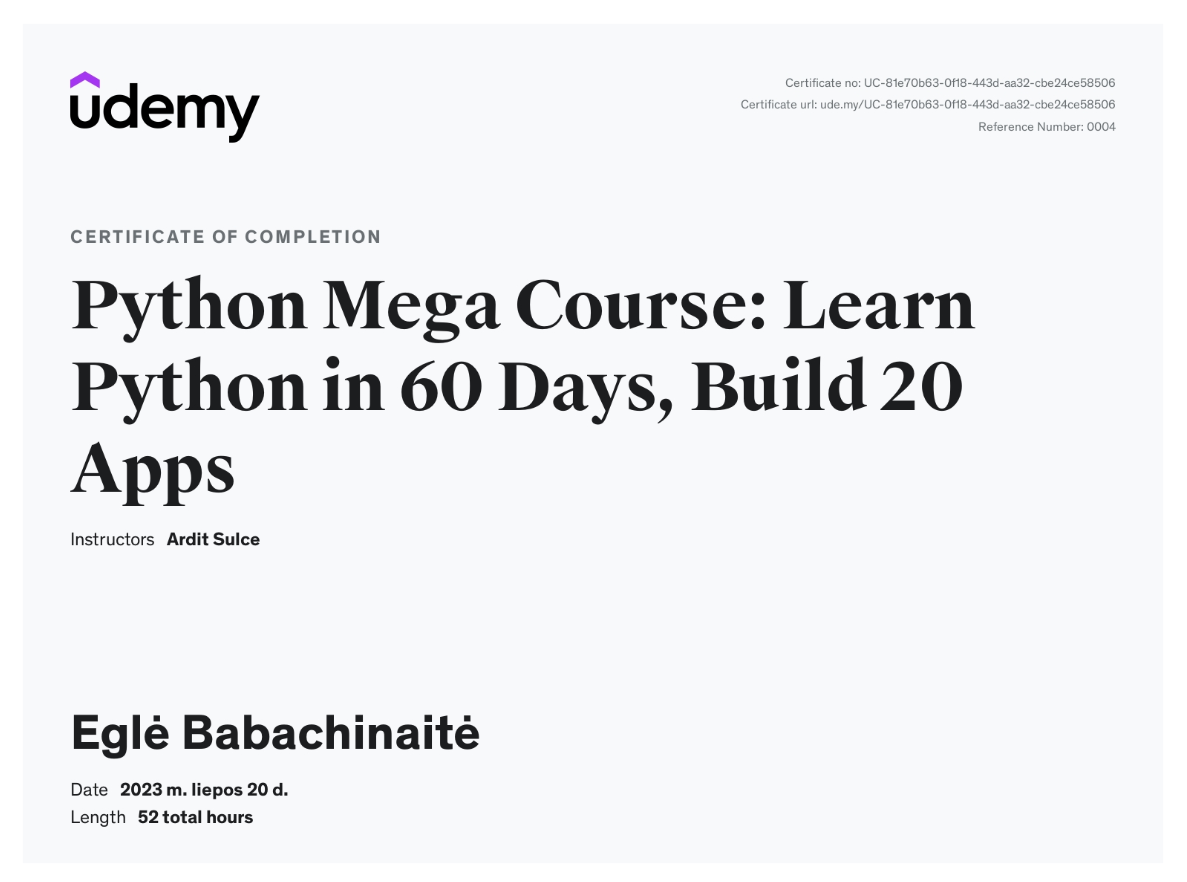 udemy
Certificate no: UC-81e70b63-0f18-443d-aa32-cbe24ce58506
Certificate url: ude.my/UC-81e70b63-0f18-443d-aa32-cbe24ce58506
Reference Number: 0004
CERTIFICATE OF COMPLETION
Python Mega Course: Learn
Python in 60 Days, Build 20
Apps
Instructors Ardit Sulce
Eglė Babachinaitė
Date 2023 m. liepos 20 d.
Length 52 total hours